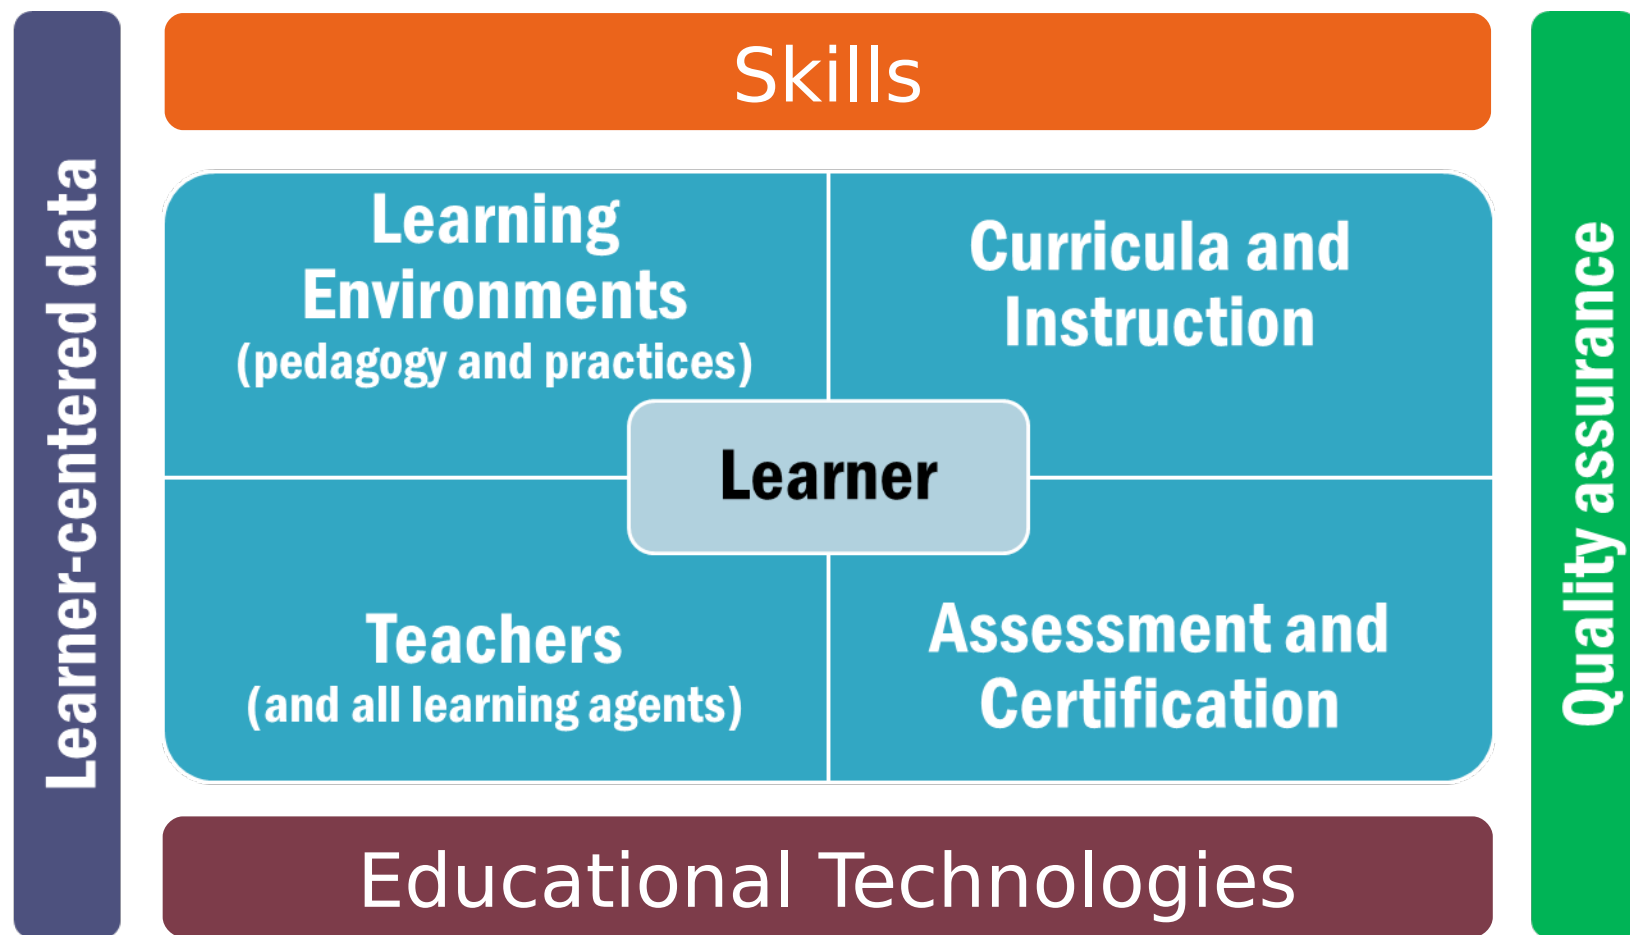 Skills
Learner-centered data
Learning
Environments
(pedagogy and practices)
Curricula and
Instruction
Learner
Teachers
(and all learning agents)
Assessment and
Certification
Quality assurance
Educational Technologies